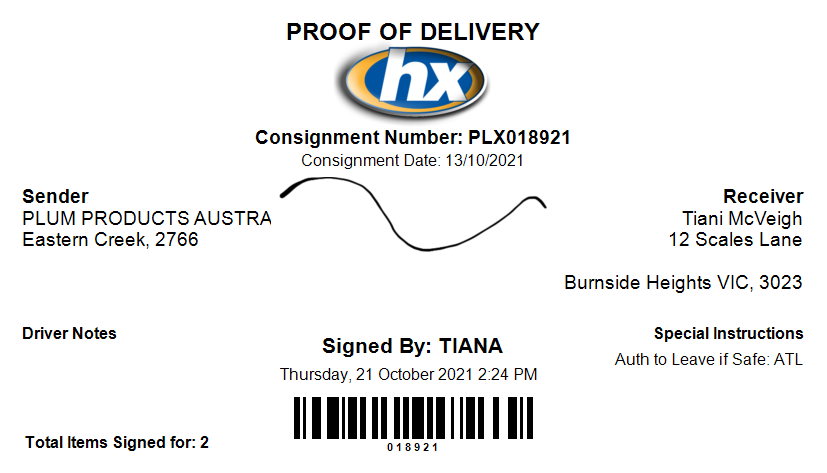 PROOF OF DELIVERY
hx
Consignment Number: PLX018921
Consignment Date: 13/10/2021
Sender
PLUM PRODUCTS AUSTRA
Eastern Creek, 2766
Receiver
Tiani McVeigh
12 Scales Lane
Burnside Heights VIC, 3023
Driver Notes
Signed By: TIANA
Thursday, 21 October 2021 2:24 PM
Special Instructions
Auth to Leave if Safe: ATL
018921
Total Items Signed for: 2